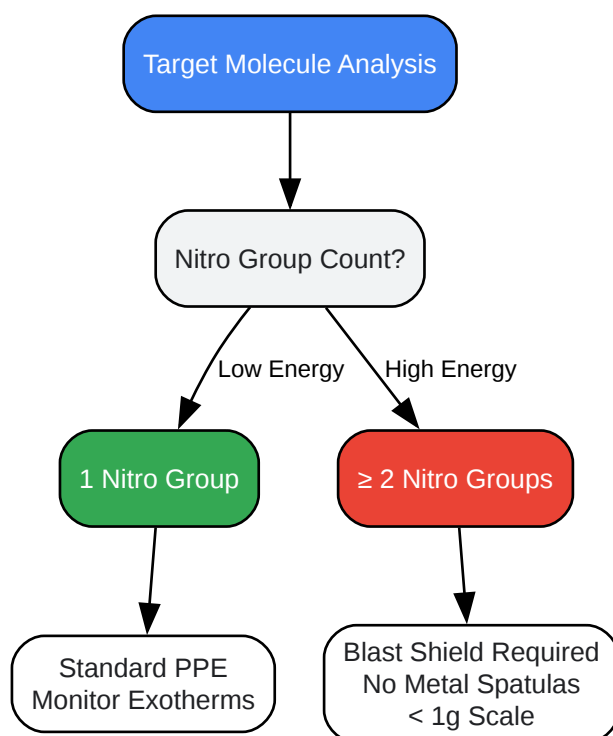 Target Molecule Analysis
Nitro Group Count?
Low Energy
High Energy
1 Nitro Group
≥ 2 Nitro Groups
Standard PPE
Monitor Exotherms
Blast Shield Required
No Metal Spatulas
< 1g Scale